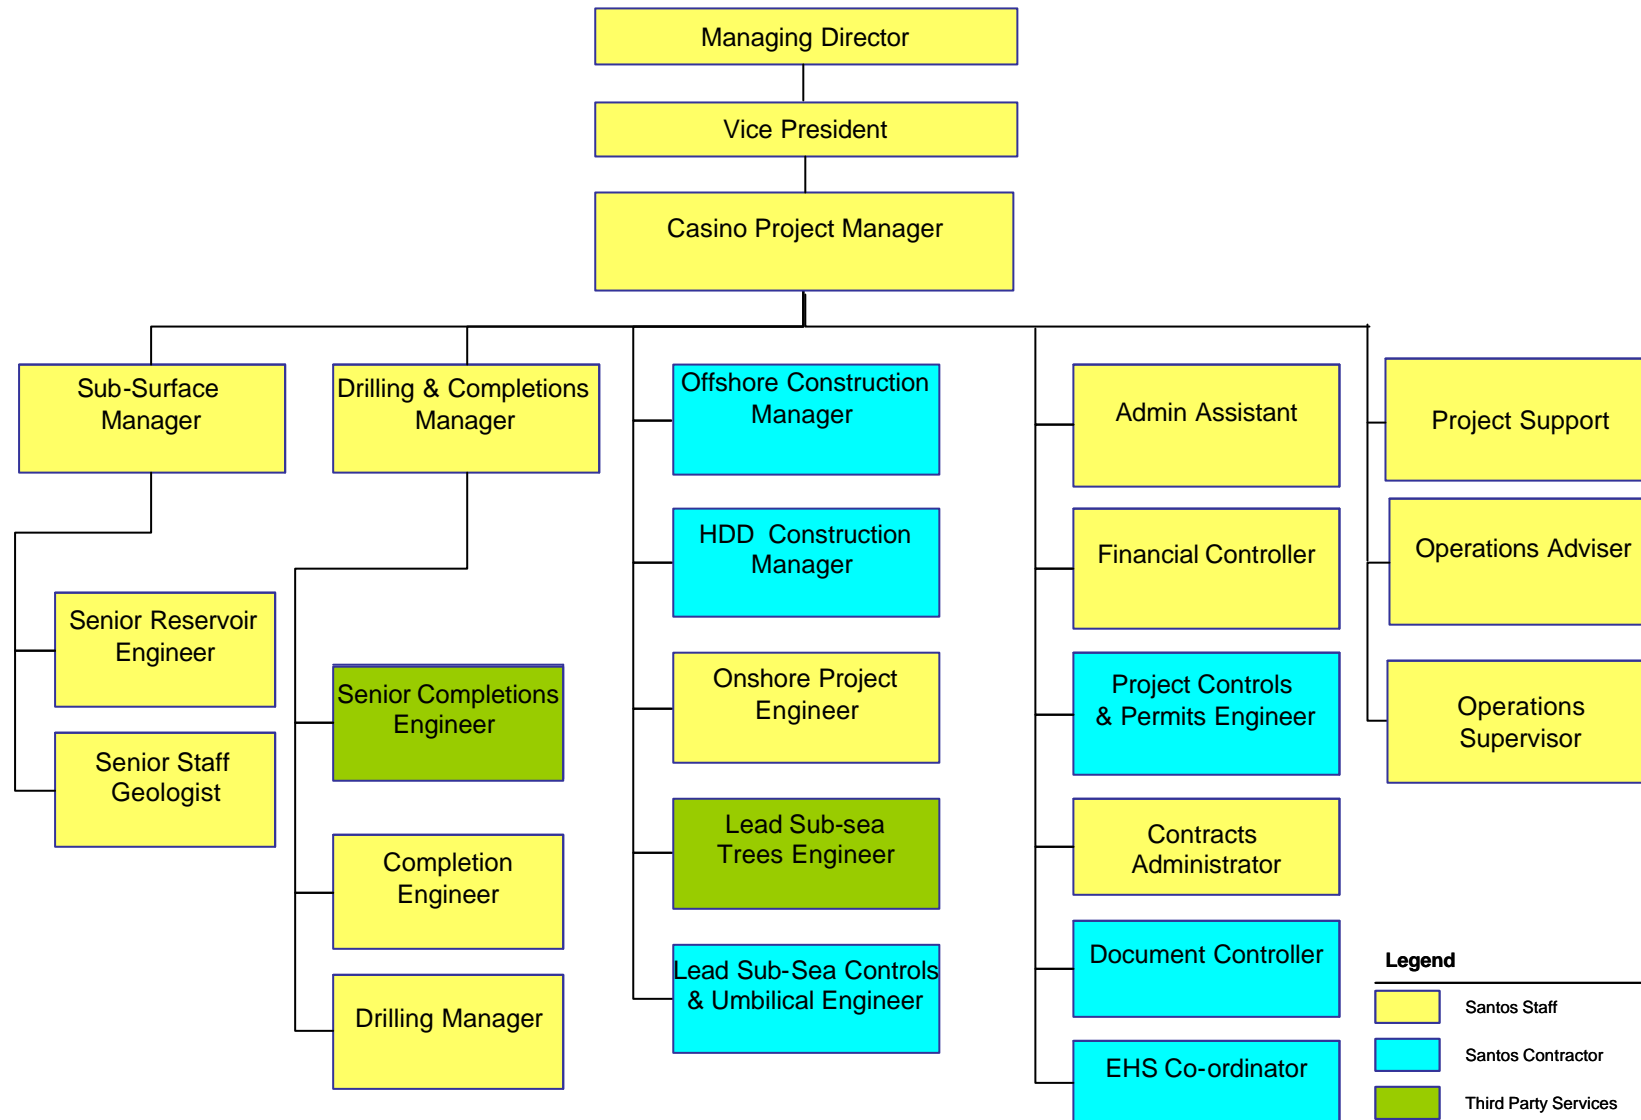 Managing Director
Vice President
Casino Project Manager
Sub-Surface
Manager
Drilling & Completions
Manager
Offshore Construction
Manager
Admin Assistant
Project Support
HDD Construction
Manager
Financial Controller
Operations Adviser
Senior Reservoir
Engineer
Senior Completions
Engineer
Onshore Project
Engineer
Project Controls
& Permits Engineer
Operations
Supervisor
Senior Staff
Geologist
Completion
Engineer
Lead Sub-sea
Trees Engineer
Contracts
Administrator
Drilling Manager
Lead Sub-Sea Controls
& Umbilical Engineer
Document Controller
EHS Co-ordinator
Legend
Santos Staff
Santos Contractor
Third Party Services